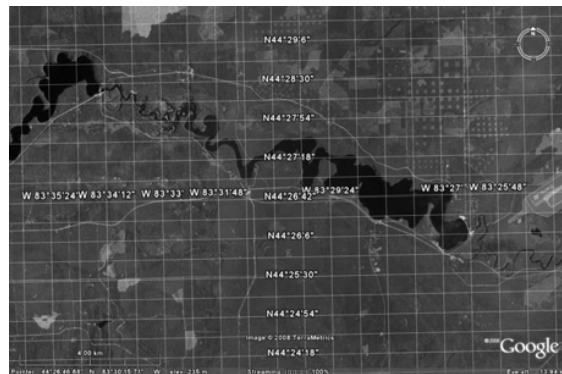 N44°29'6"
N44°28'30"
N44°27'54"
N44°27'18"
W 83°35'24" W 83°34'12" W 83°33' W 83°31'48" W 83°29'24" W 83°27' W 83°25'48"
N44°26'42"
N44°26'6"
N44°25'30"
N44°24'54"
Image © 2008 TerraMetrics
4.00 km
N44°24'18"
Google
Streaming 100%